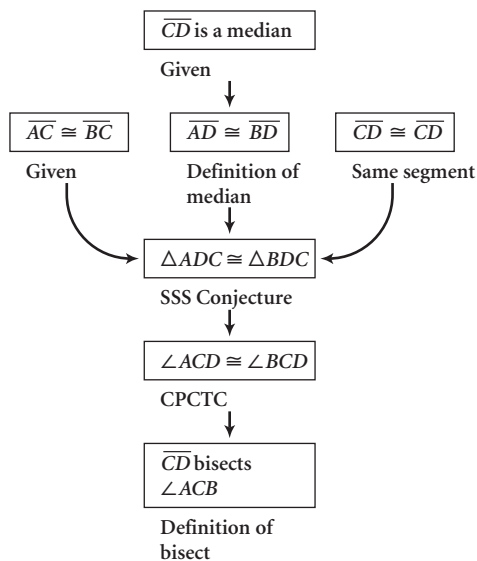 CD is a median
Given
AC ≅ BC
AD ≅ BD
CD ≅ CD
Given
Definition of
median
Same segment
△ADC ≅ △BDC
SSS Conjecture
∠ACD ≅ ∠BCD
CPCTC
CD bisects
∠ACB
Definition of
bisect